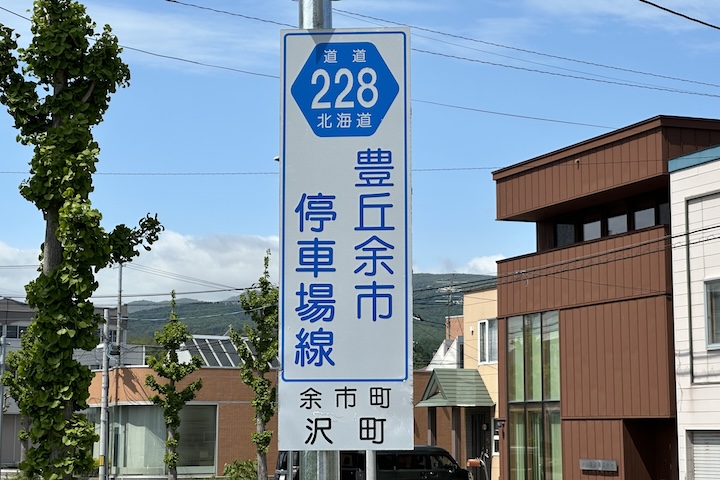 道道
228
北海道
豊丘余市
停車場線
余市町
沢町